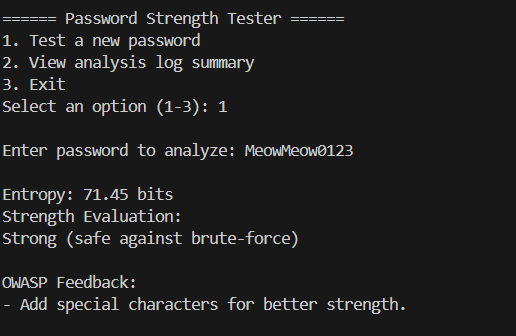 ====== Password Strength Tester ======
1. Test a new password
2. View analysis log summary
3. Exit
Select an option (1-3): 1
Enter password to analyze: MeowMeow0123
Entropy: 71.45 bits
Strength Evaluation:
Strong (safe against brute-force)
OWASP Feedback:
- Add special characters for better strength.